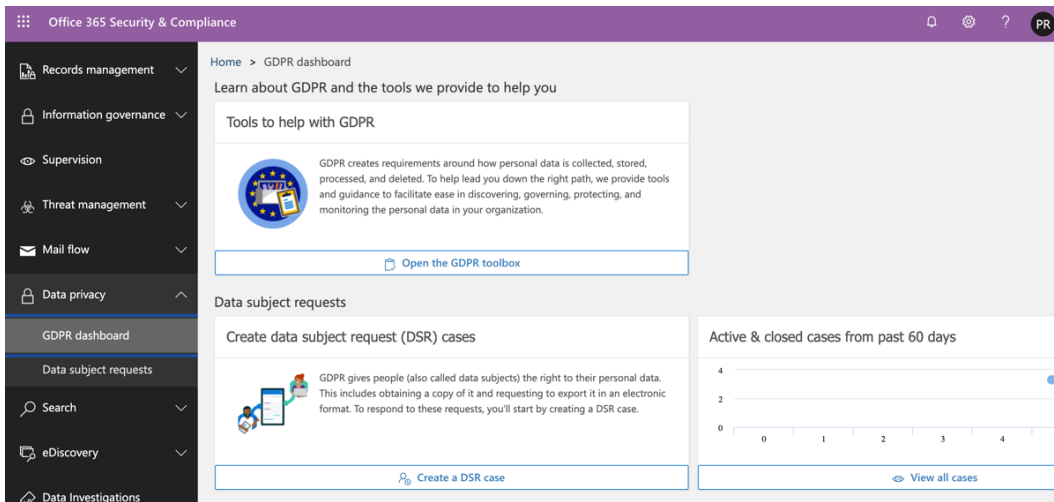 Office 365 Security & Compliance
?
PR
Records management
Information governance
Supervision
Threat management
Mail flow
Data privacy
GDPR dashboard
Data subject requests
Search
eDiscovery
Data Investigations
Home > GDPR dashboard
Learn about GDPR and the tools we provide to help you
Tools to help with GDPR
GDPR creates requirements around how personal data is collected, stored,
processed, and deleted. To help lead you down the right path, we provide tools
and guidance to facilitate ease in discovering, governing, protecting, and
monitoring the personal data in your organization.
Open the GDPR toolbox
Data subject requests
Create data subject request (DSR) cases
GDPR gives people (also called data subjects) the right to their personal data.
This includes obtaining a copy of it and requesting to export it in an electronic
format. To respond to these requests, you'll start by creating a DSR case.
Create a DSR case
Active & closed cases from past 60 days
4
2
0
0 1 2 3 4
View all cases